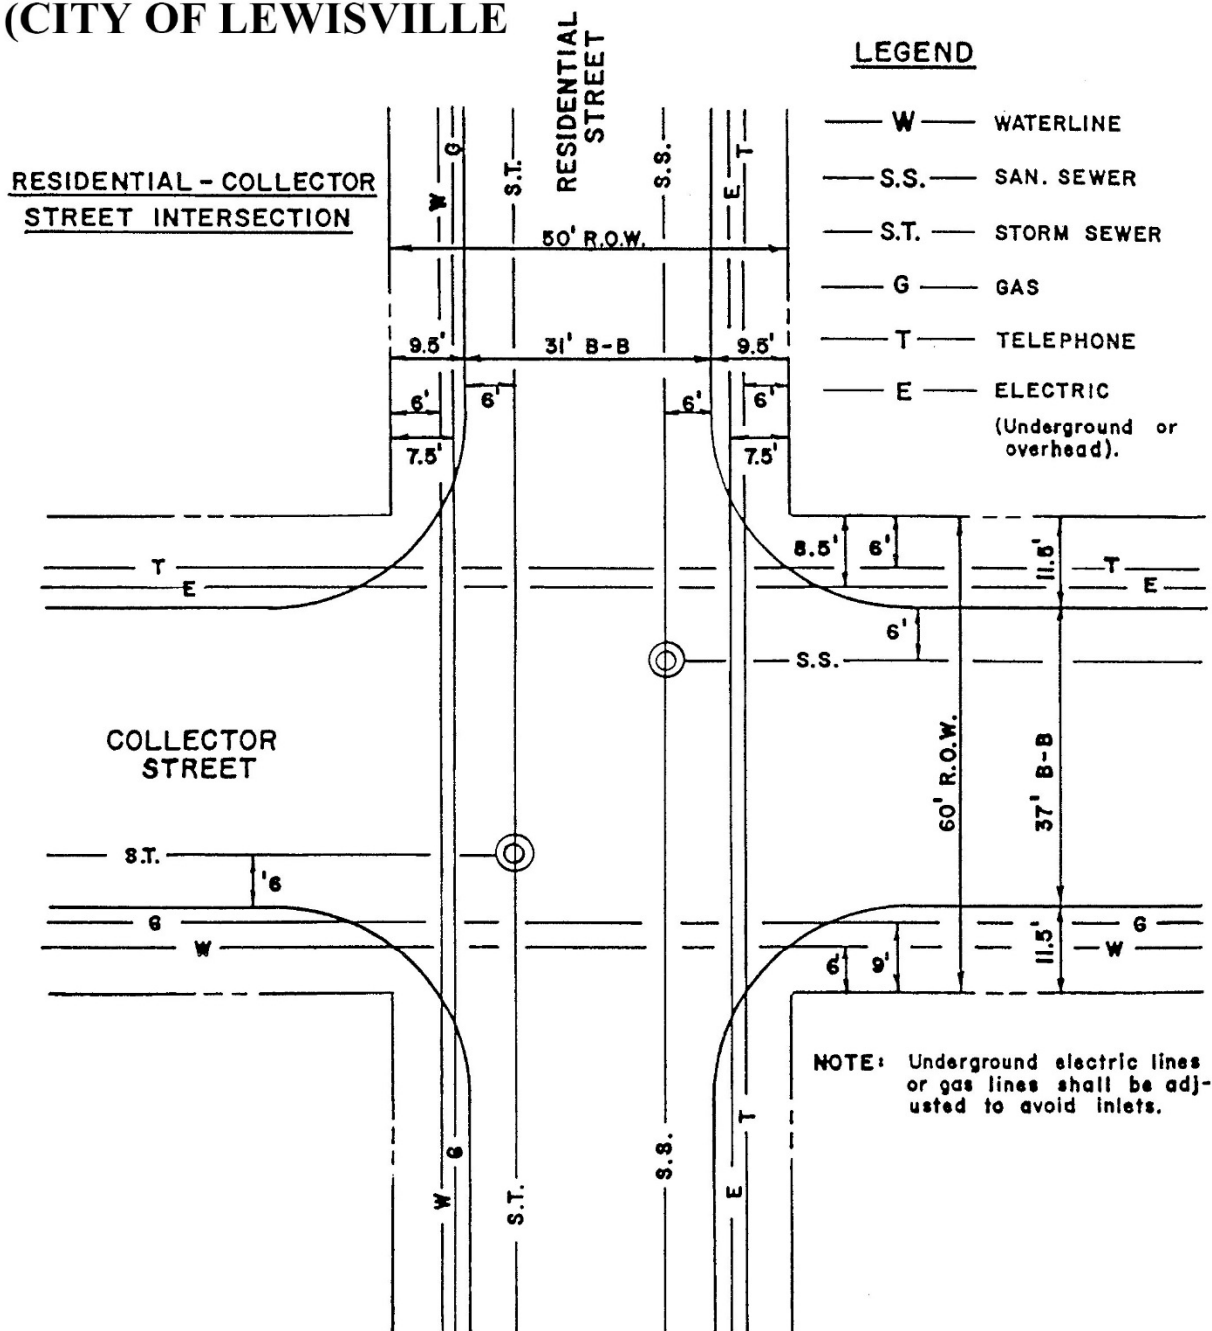 (CITY OF LEWISVILLE
RESIDENTIAL
STREET
LEGEND
W WATERLINE
S.S. SAN. SEWER
S.T. STORM SEWER
G GAS
T TELEPHONE
E ELECTRIC
(Underground or
overhead).
RESIDENTIAL - COLLECTOR
STREET INTERSECTION
W
G
S.T.
S.S.
E
T
50' R.O.W.
9.5'
31' B-B
9.5'
6'
6'
6'
6'
7.5'
7.5'
T
E
8.5'
6'
11.5'
T
E
6'
S.S.
COLLECTOR
STREET
60' R.O.W.
37' B-B
S.T.
'6
G
W
6'
9'
11.5'
G
W
NOTE: Underground electric lines
or gas lines shall be adj-
usted to avoid inlets.
W
G
S.T.
S.S.
E
T